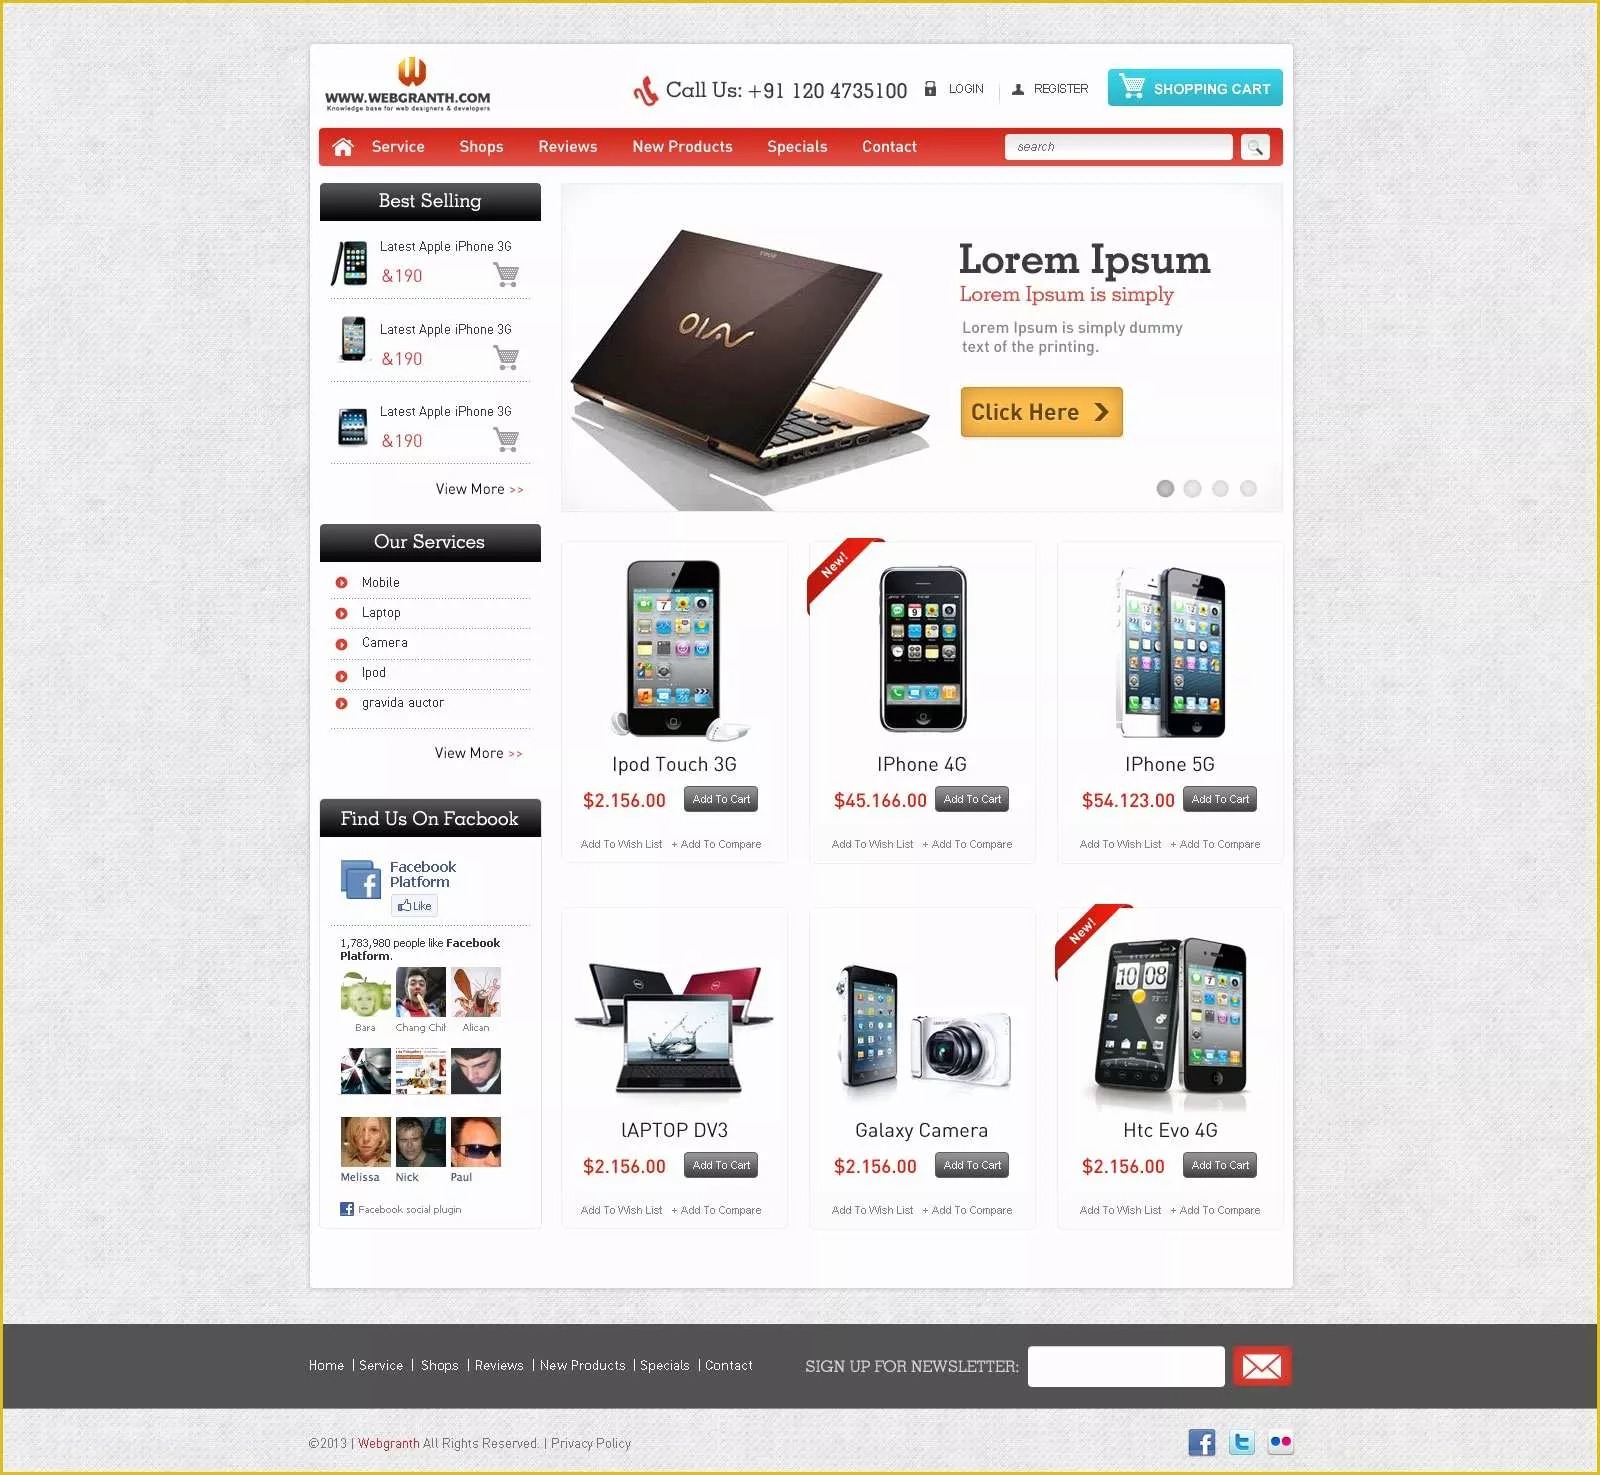 WWW.WEBGRANTH.COM
Knowledge base for web designers & developers
Call Us: +91 120 4735100
LOGIN
REGISTER
SHOPPING CART
Service
Shops
Reviews
New Products
Specials
Contact
search
Best Selling
Latest Apple iPhone 3G
&190
Latest Apple iPhone 3G
&190
Latest Apple iPhone 3G
&190
View More >>
VAIO
Lorem Ipsum
Lorem Ipsum is simply
Lorem Ipsum is simply dummy
text of the printing.
Click Here
Our Services
Mobile
Laptop
Camera
Ipod
gravida auctor
View More >>
Ipod Touch 3G
$2.156.00
Add To Cart
Add To Wish List + Add To Compare
New!
IPhone 4G
$45.166.00
Add To Cart
Add To Wish List + Add To Compare
IPhone 5G
$54.123.00
Add To Cart
Add To Wish List + Add To Compare
Find Us On Facbook
Facebook
Platform
Like
1,783,980 people like Facebook
Platform.
Bara
Chang Chih
Alican
Melissa
Nick
Paul
Facebook social plugin
lAPTOP DV3
$2.156.00
Add To Cart
Add To Wish List + Add To Compare
Galaxy Camera
$2.156.00
Add To Cart
Add To Wish List + Add To Compare
New!
10:08
Htc Evo 4G
$2.156.00
Add To Cart
Add To Wish List + Add To Compare
Home | Service | Shops | Reviews | New Products | Specials | Contact
SIGN UP FOR NEWSLETTER:
©2013 | Webgranth All Rights Reserved. | Privacy Policy